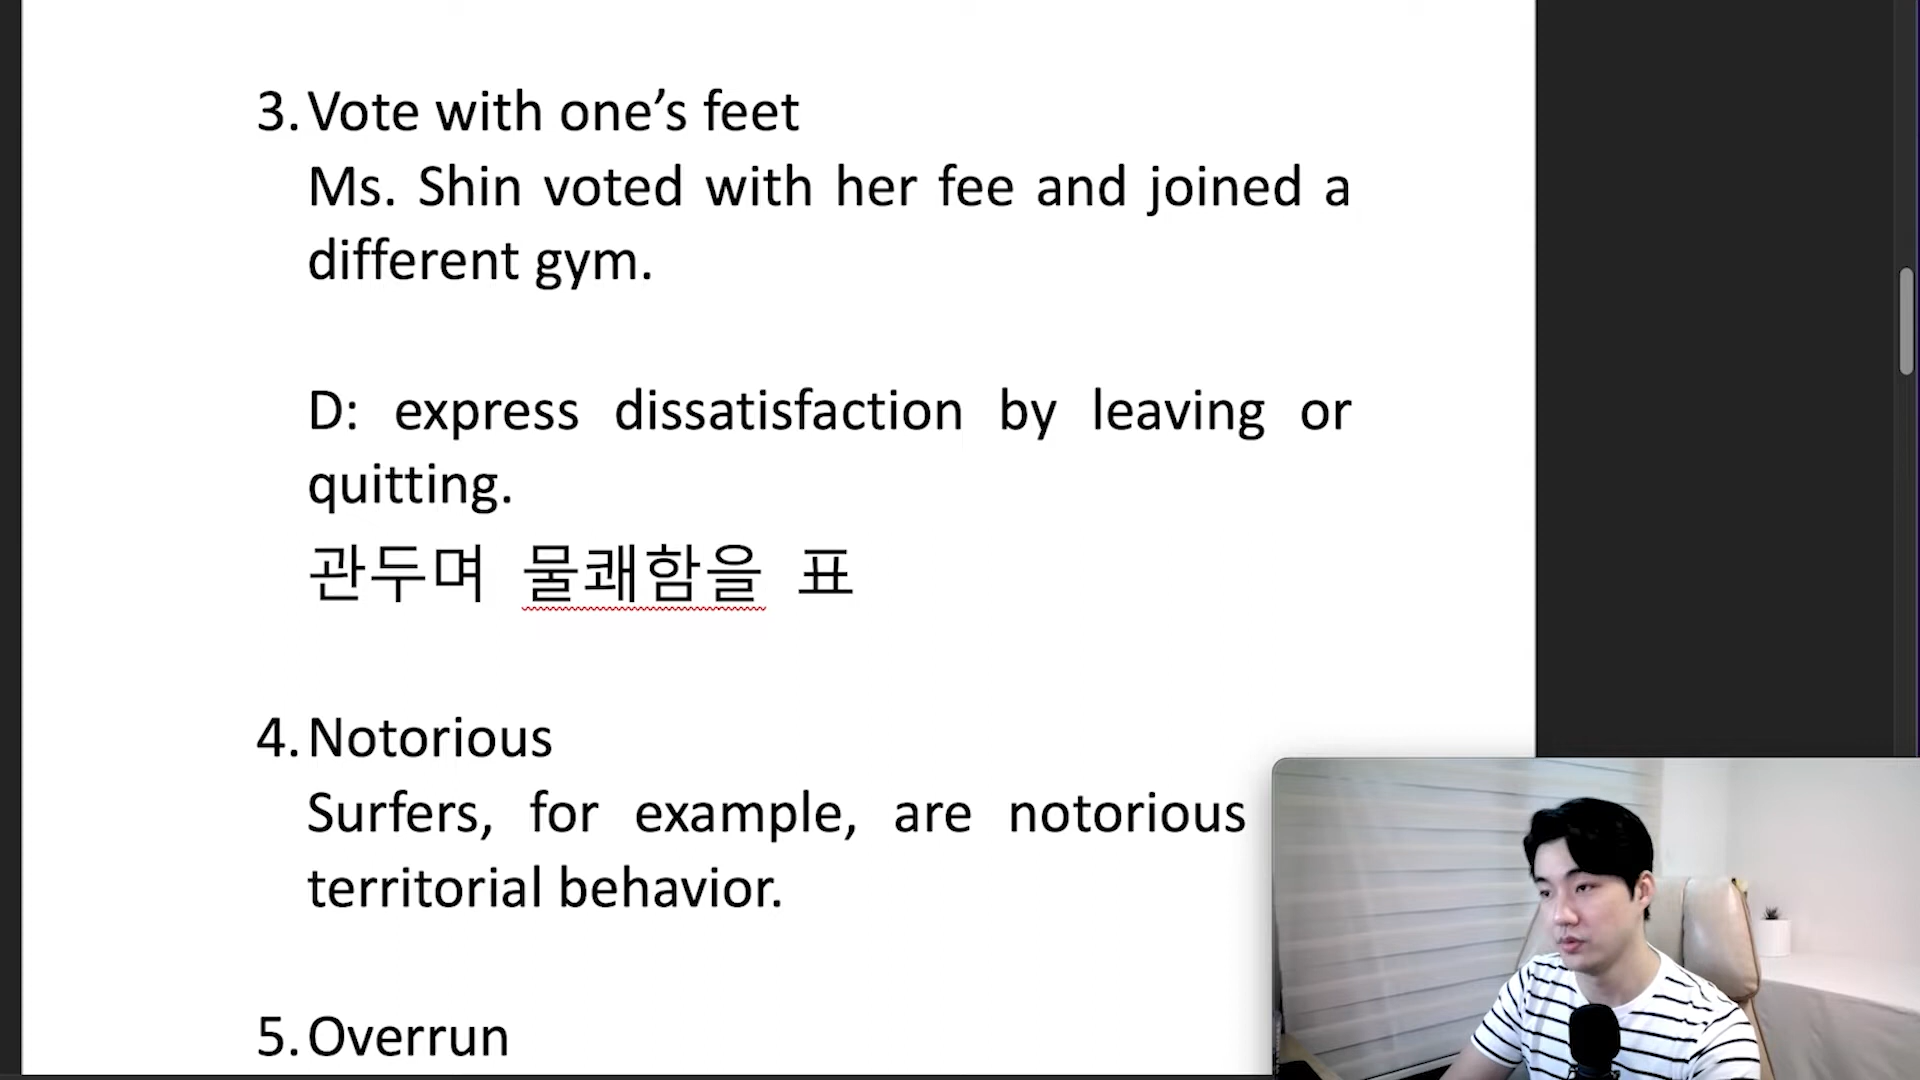 3. Vote with one’s feet
Ms. Shin voted with her fee and joined a
different gym.
D: express dissatisfaction by leaving or
quitting.
관두며 물쾌함을 표
4. Notorious
Surfers, for example, are notorious
territorial behavior.
5. Overrun